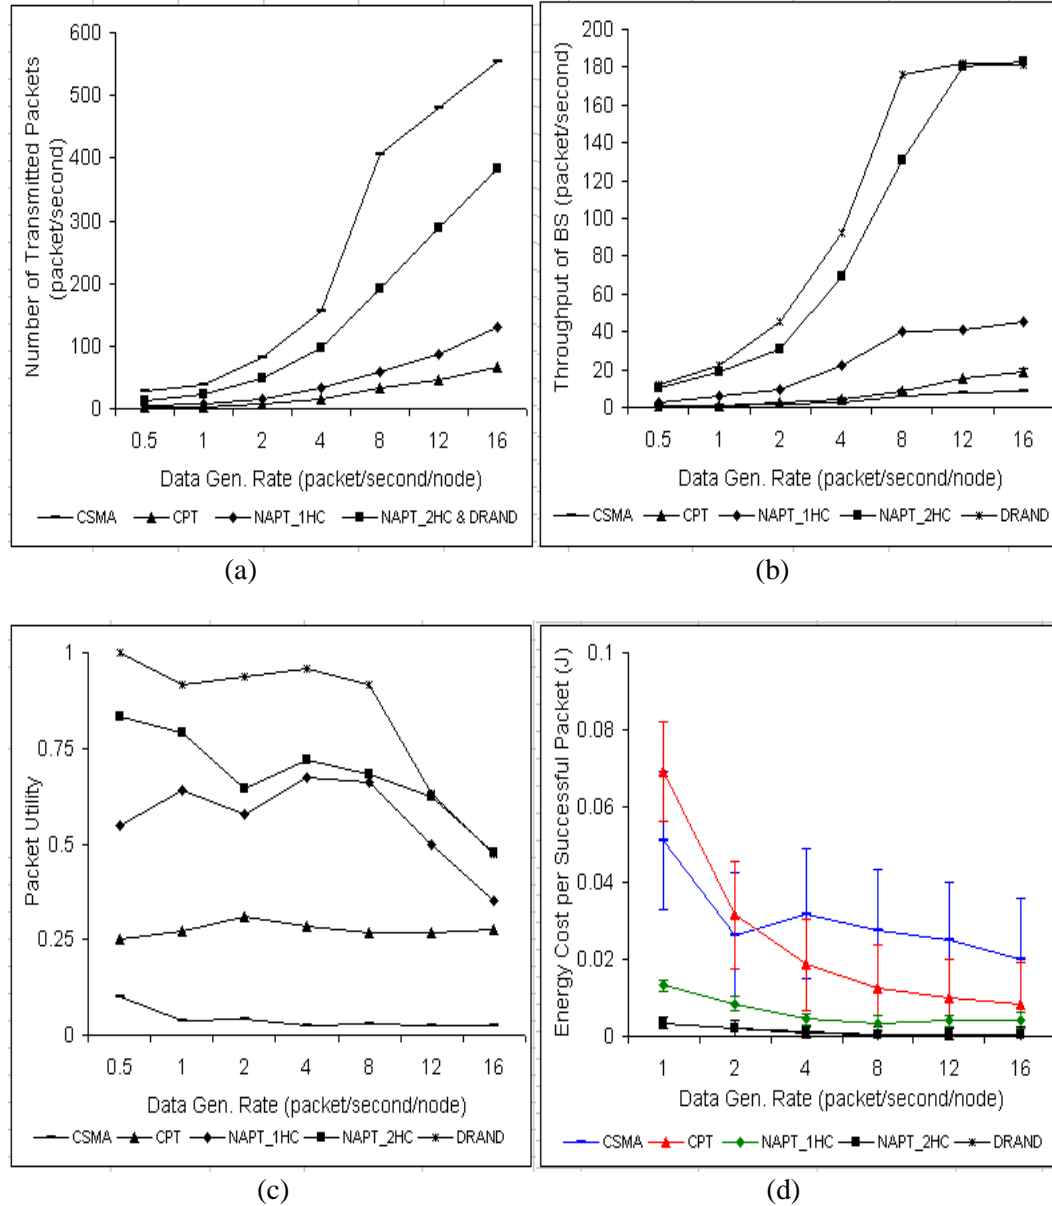 Number of Transmitted Packets
(packet/second)
600
500
400
300
200
100
0
0.5 1 2 4 8 12 16
Data Gen. Rate (packet/second/node)
CSMA CPT NAPT_1HC NAPT_2HC & DRAND
(a)
Throughput of BS (packet/second)
200
180
160
140
120
100
80
60
40
20
0
0.5 1 2 4 8 12 16
Data Gen. Rate (packet/second/node)
CSMA CPT NAPT_1HC NAPT_2HC DRAND
(b)
Packet Utility
1
0.75
0.5
0.25
0
0.5 1 2 4 8 12 16
Data Gen. Rate (packet/second/node)
CSMA CPT NAPT_1HC NAPT_2HC DRAND
(c)
Energy Cost per Successful Packet (J)
0.1
0.08
0.06
0.04
0.02
0
1 2 4 8 12 16
Data Gen. Rate (packet/second/node)
CSMA CPT NAPT_1HC NAPT_2HC DRAND
(d)